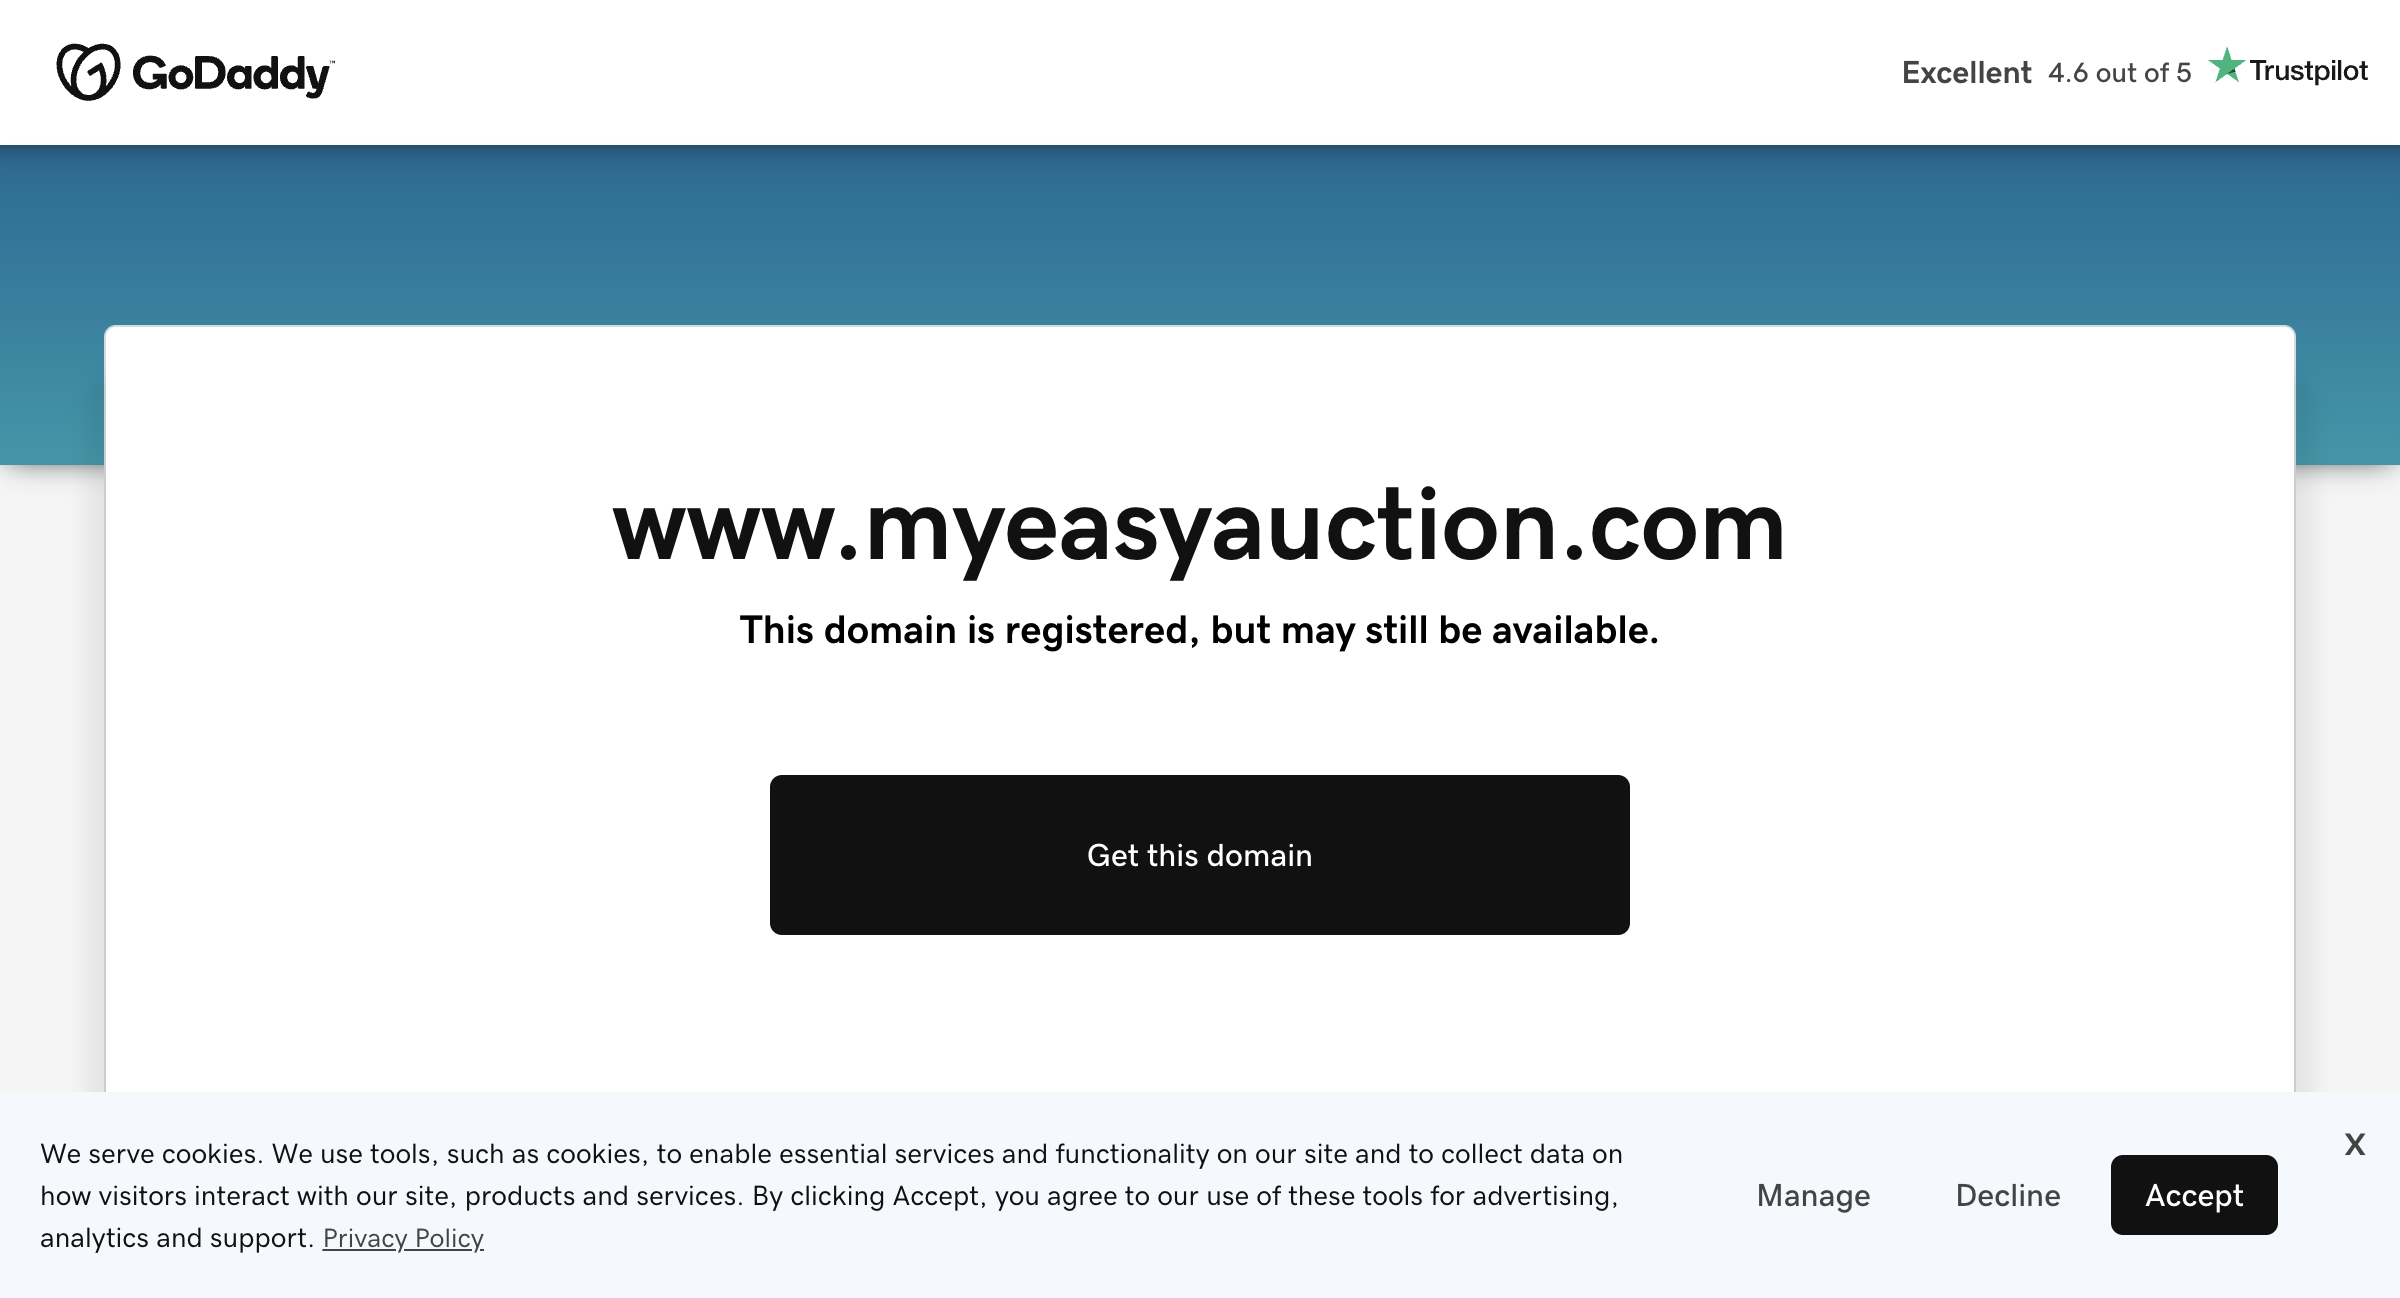 GoDaddy™
Excellent 4.6 out of 5 Trustpilot
www.myeasyauction.com
This domain is registered, but may still be available.
Get this domain
We serve cookies. We use tools, such as cookies, to enable essential services and functionality on our site and to collect data on
how visitors interact with our site, products and services. By clicking Accept, you agree to our use of these tools for advertising,
analytics and support. Privacy Policy
Manage
Decline
Accept
X